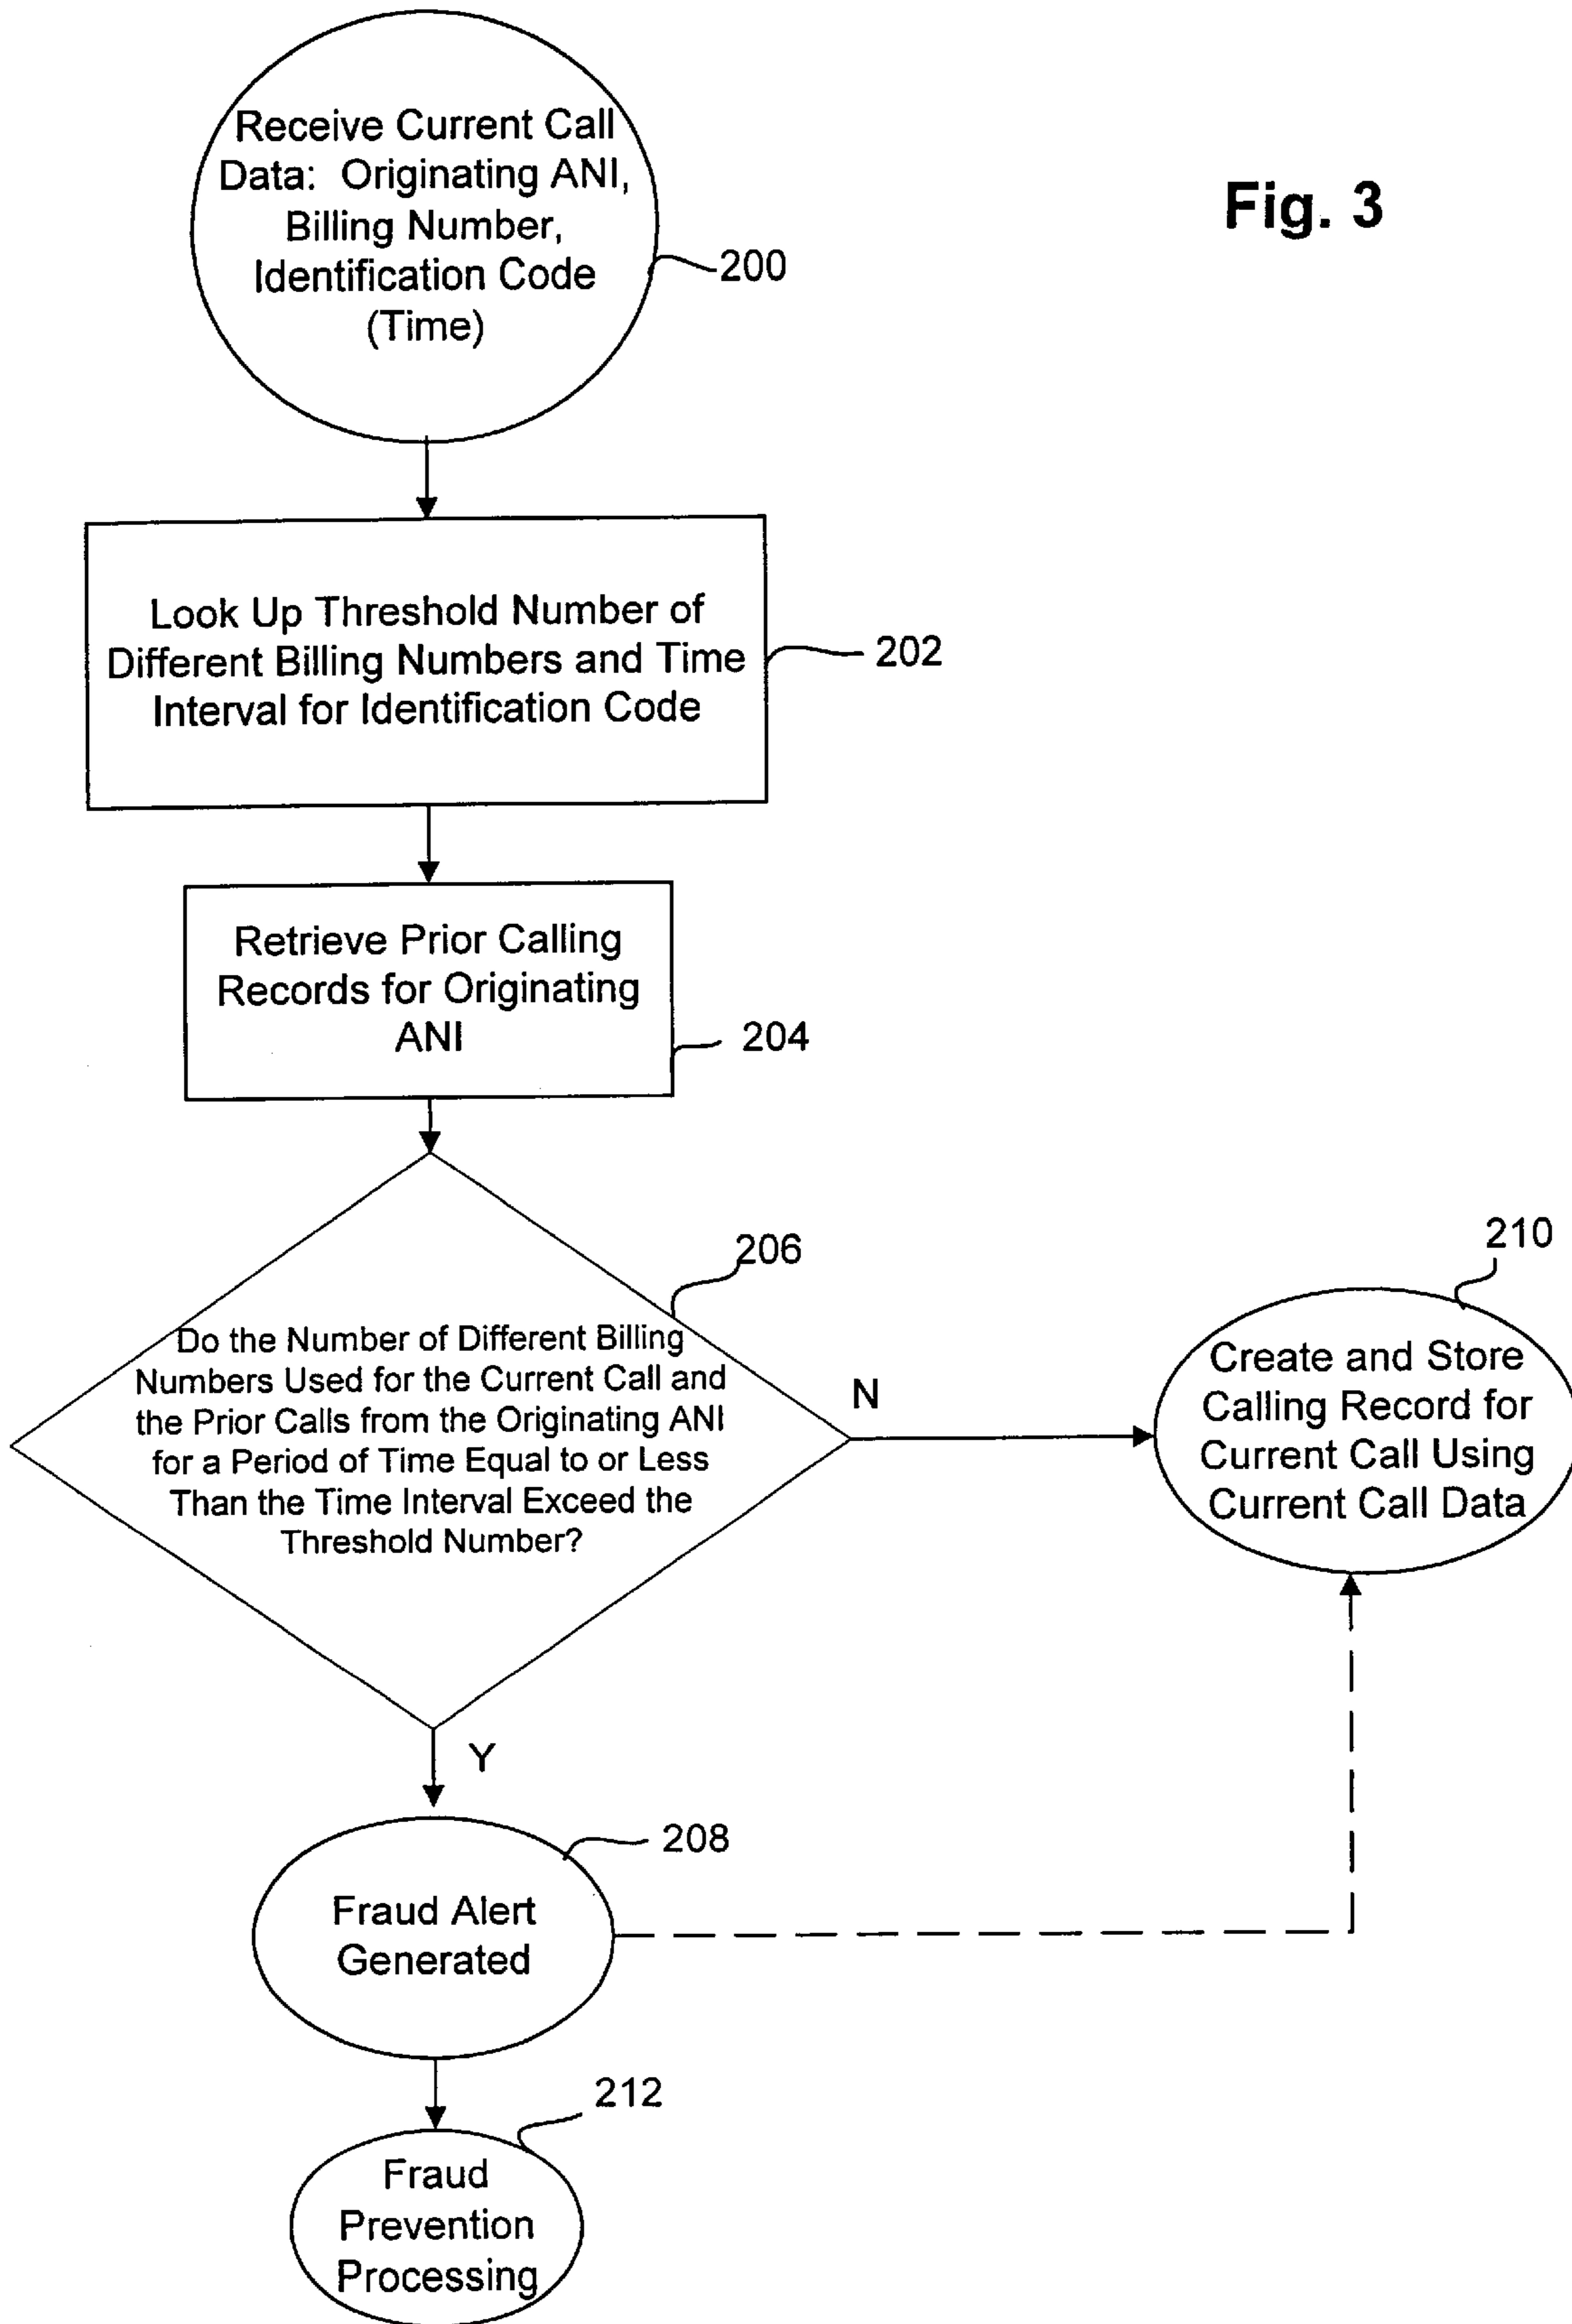 Receive Current Call
Data: Originating ANI,
Billing Number,
Identification Code
(Time)
200
Fig. 3
Look Up Threshold Number of
Different Billing Numbers and Time
Interval for Identification Code
202
Retrieve Prior Calling
Records for Originating
ANI
204
206
Do the Number of Different Billing
Numbers Used for the Current Call and
the Prior Calls from the Originating ANI
for a Period of Time Equal to or Less
Than the Time Interval Exceed the
Threshold Number?
N
210
Create and Store
Calling Record for
Current Call Using
Current Call Data
Y
208
Fraud Alert
Generated
212
Fraud
Prevention
Processing